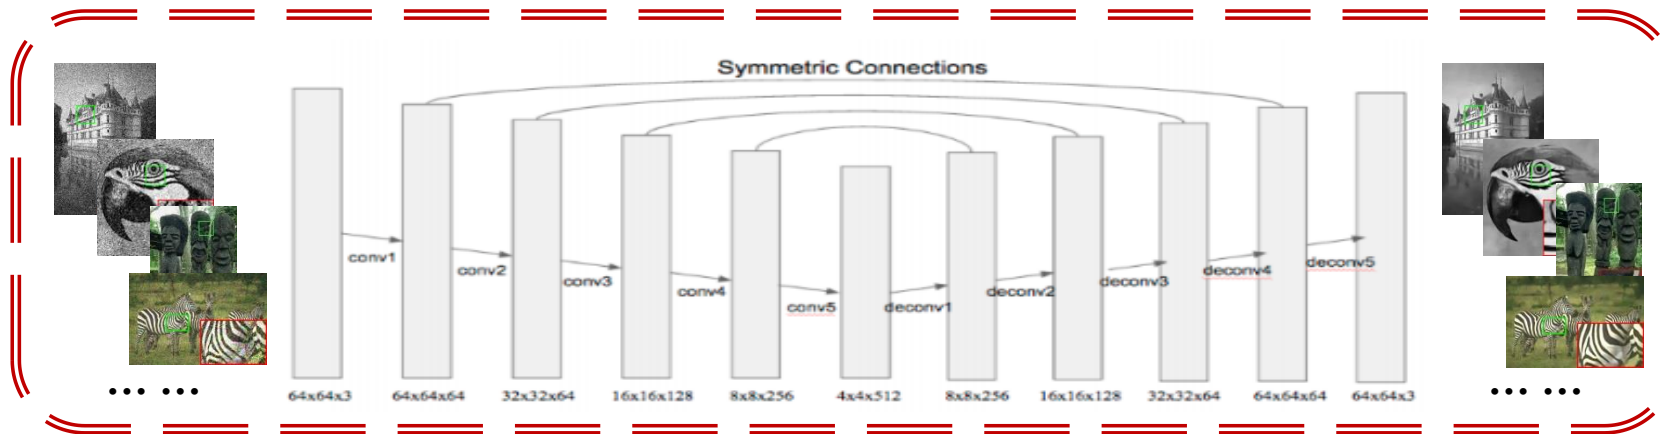 Symmetric Connections
conv1
conv2
conv3
conv4
conv5
deconv1
deconv2
deconv3
deconv4
deconv5
64x64x3 64x64x64 32x32x64 16x16x128 8x8x256 4x4x512 8x8x256 16x16x128 32x32x64 64x64x64 64x64x3
... ... ... ...